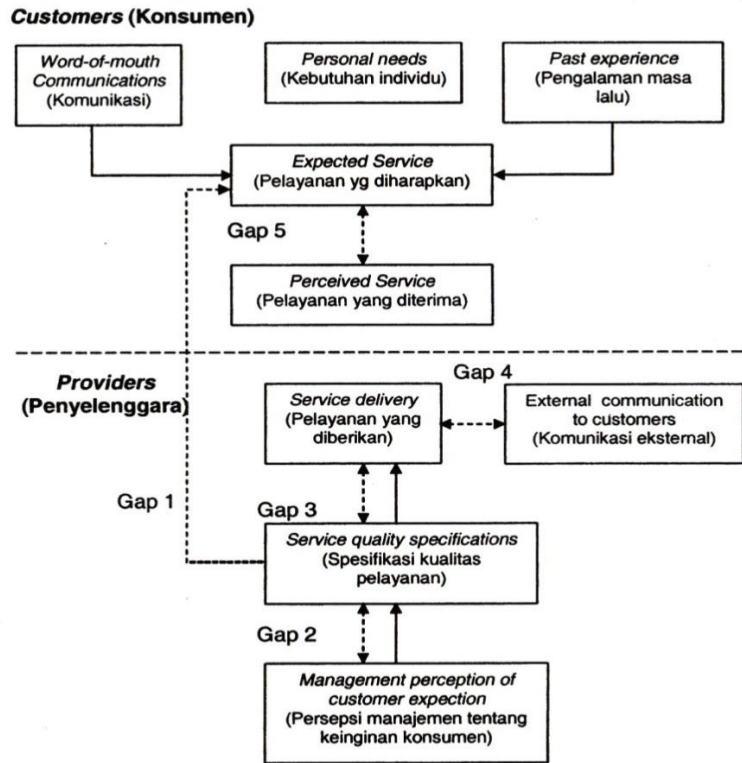 Customers (Konsumen)
Word-of-mouth
Communications
(Komunikasi)
Personal needs
(Kebutuhan individu)
Past experience
(Pengalaman masa
lalu)
Expected Service
(Pelayanan yg diharapkan)
Gap 5
Perceived Service
(Pelayanan yang diterima)
Providers
(Penyelenggara)
Service delivery
(Pelayanan yang
diberikan)
Gap 4
External communication
to customers
(Komunikasi eksternal)
Gap 1
Gap 3
Service quality specifications
(Spesifikasi kualitas
pelayanan)
Gap 2
Management perception of
customer expection
(Persepsi manajemen tentang
keinginan konsumen)